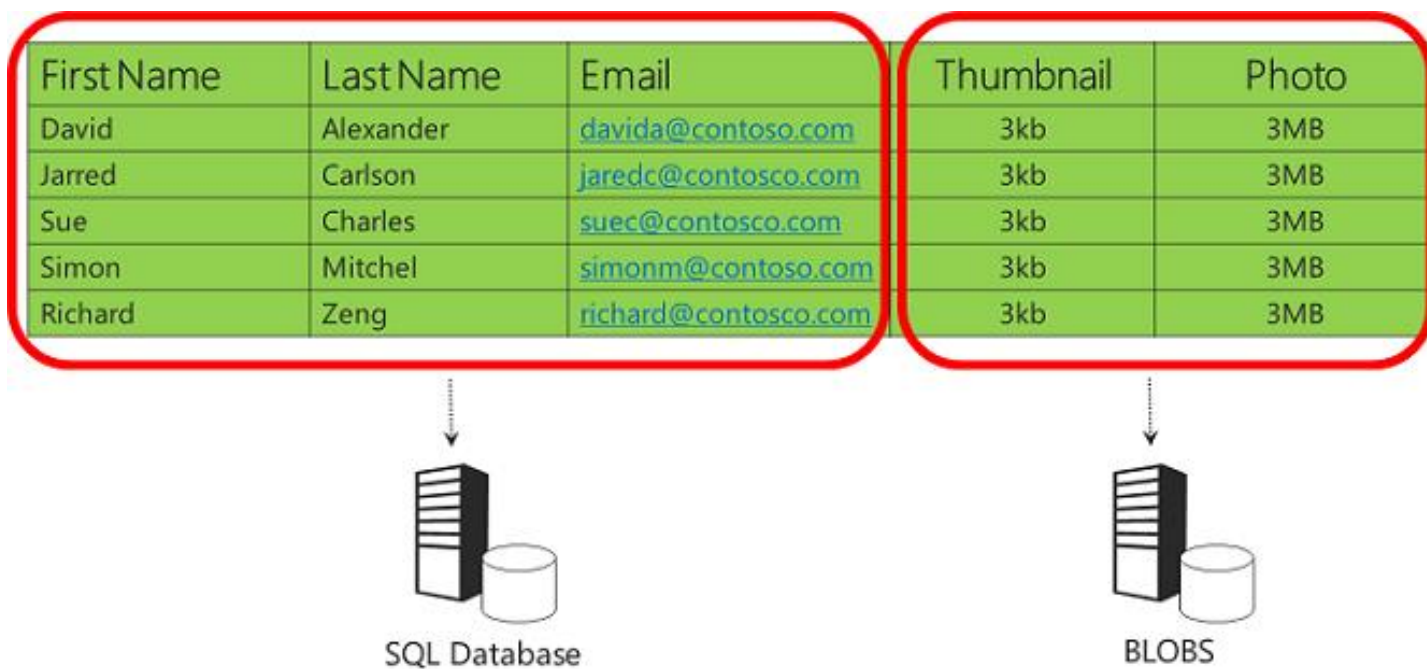 First Name Last Name Email Thumbnail Photo
David Alexander davida@contoso.com 3kb 3MB
Jarred Carlson jaredc@contosco.com 3kb 3MB
Sue Charles suec@contosco.com 3kb 3MB
Simon Mitchel simonm@contoso.com 3kb 3MB
Richard Zeng richard@contosco.com 3kb 3MB
SQL Database BLOBS